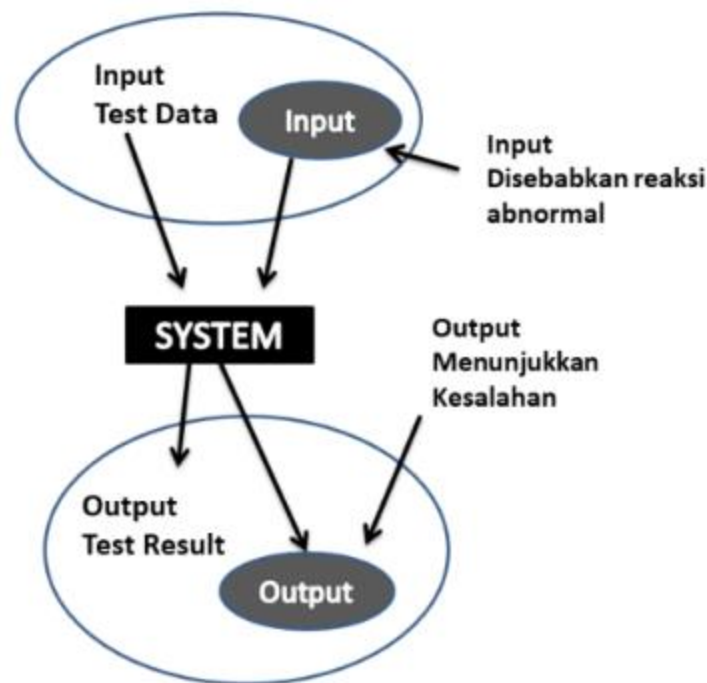 Input
Test Data
Input
Input
Disebabkan reaksi
abnormal
SYSTEM
Output
Menunjukkan
Kesalahan
Output
Test Result
Output